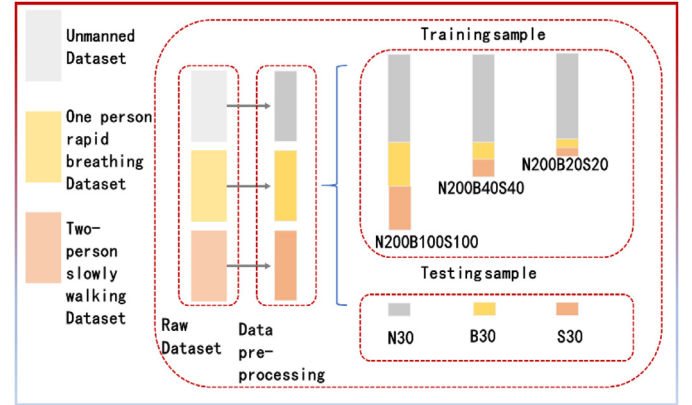 Unmanned
Dataset
One person
rapid
breathing
Dataset
Two-
person
slowly
walking
Dataset
Raw
Dataset
Data
pre-
processing
Training sample
N200B100S100
N200B40S40
N200B20S20
Testing sample
N30
B30
S30